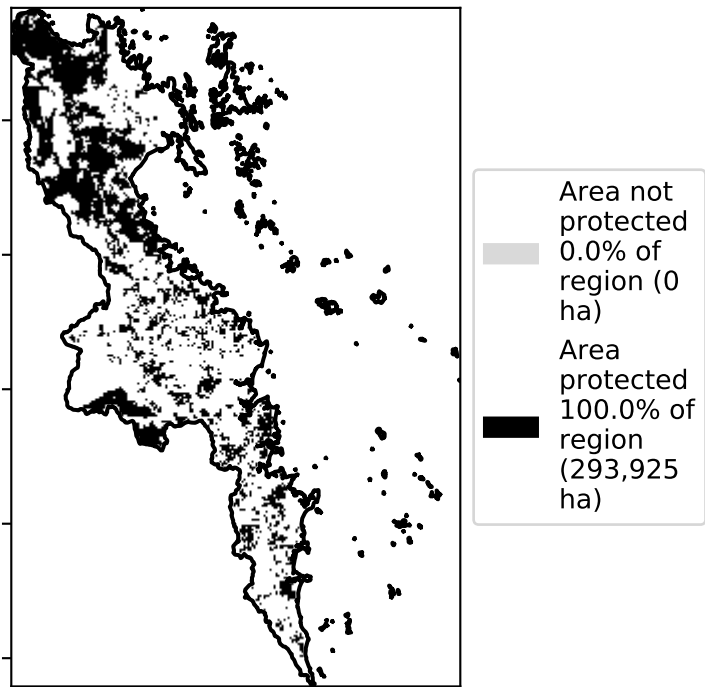 Area not
protected
0.0% of
region (0
ha)
Area
protected
100.0% of
region
(293,925
ha)